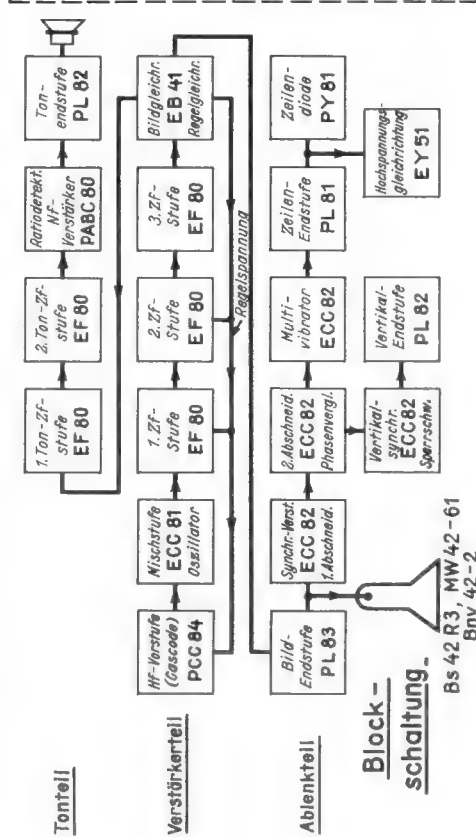 Tonteil
1. Ton-Zf-
stufe
EF 80
2. Ton-Zf-
stufe
EF 80
Ratiodetekt.
Nf-
Verstärker
PABC 80
Ton-
endstufe
PL 82
Verstärkerteil
Hf-Vorstufe
(Cascode)
PCC 84
Mischstufe
ECC 81
Oszillator
1. Zf-
Stufe
EF 80
2. Zf-
Stufe
EF 80
3. Zf-
Stufe
EF 80
Bildgleichr.
EB 41
Regelgleichr.
Regelspannung
Ablenkteil
Bild-
Endstufe
PL 83
Synchr-Verst.
ECC 82
1. Abschneid.
2. Abschneid.
ECC 82
Phasenvergl.
Multi-
vibrator
ECC 82
Zeilen-
Endstufe
PL 81
Zeilen-
diode
PY 81
Vertikal-
synchr.
ECC 82
Sperrschw.
Vertikal-
Endstufe
PL 82
Hochspannungs-
gleichrichtung
EY 51
Block-
schaltung
Bs 42 R3, MW 42-61
Bnv 42-2